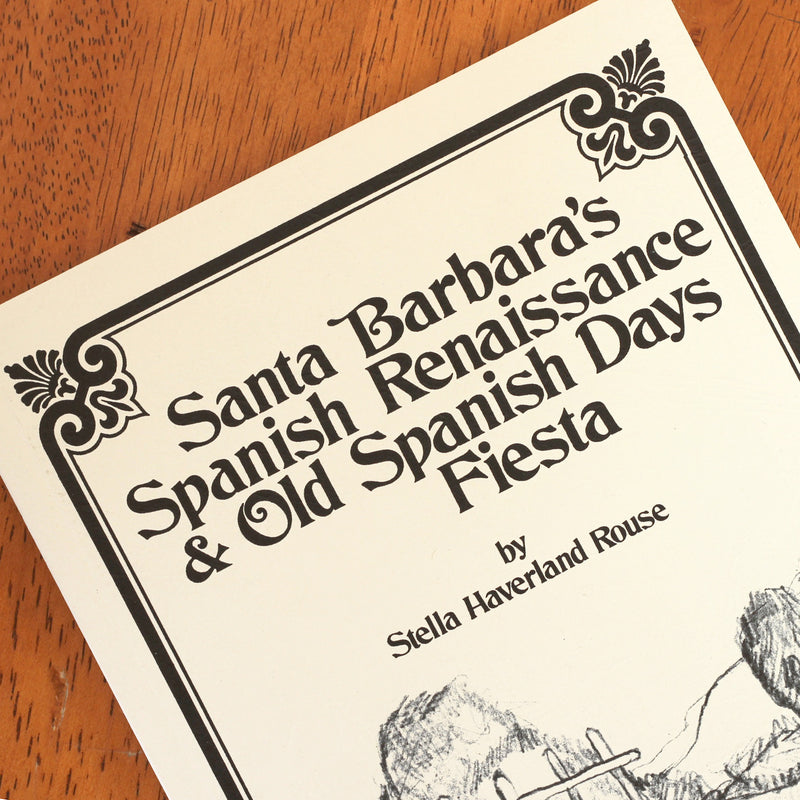 Santa Barbara's
Spanish Renaissance
& Old Spanish Days
Fiesta
by
Stella Haverland Rouse